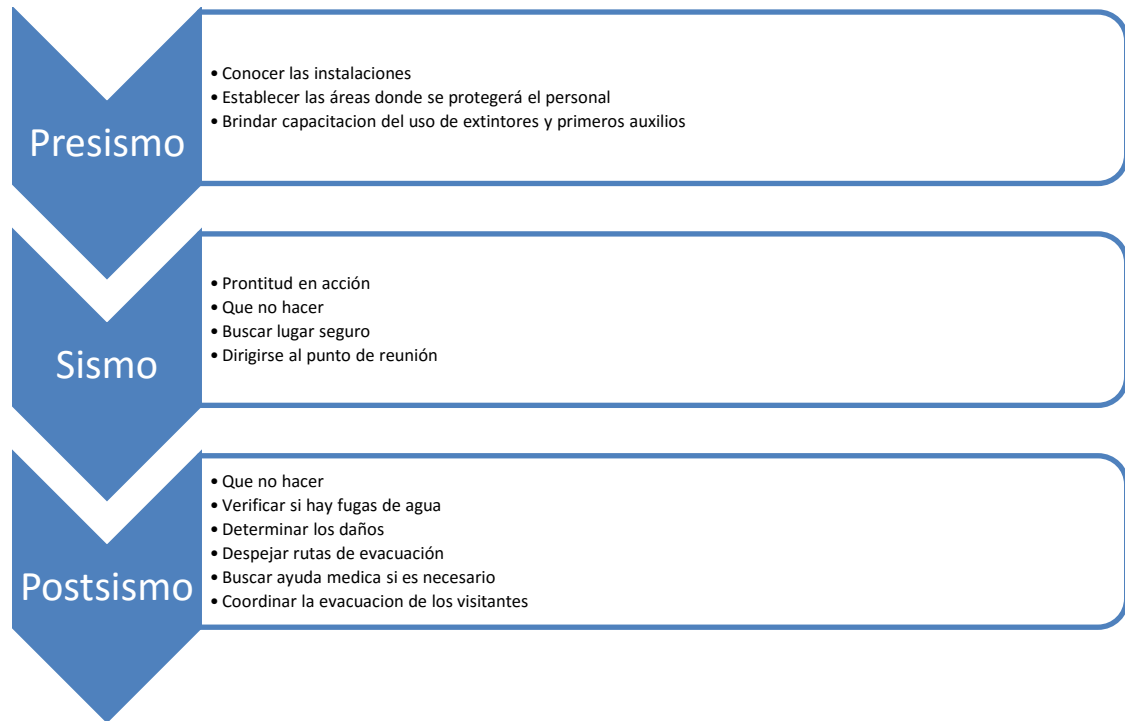 Presismo
• Conocer las instalaciones
• Establecer las áreas donde se protegerá el personal
• Brindar capacitacion del uso de extintores y primeros auxilios
Sismo
• Prontitud en acción
• Que no hacer
• Buscar lugar seguro
• Dirigirse al punto de reunión
Postsismo
• Que no hacer
• Verificar si hay fugas de agua
• Determinar los daños
• Despejar rutas de evacuación
• Buscar ayuda medica si es necesario
• Coordinar la evacuacion de los visitantes